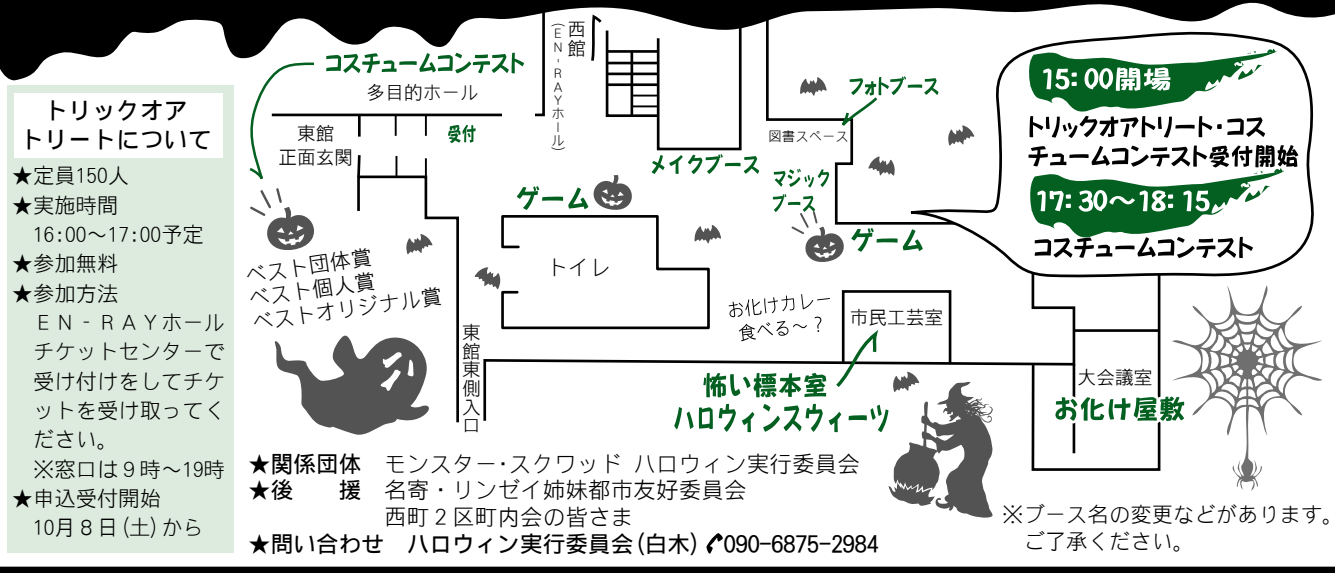 トリックオア
トリートについて
★定員150人
★実施時間
16:00～17:00予定
★参加無料
★参加方法
ＥＮ‐ＲＡＹホール
チケットセンターで
受け付けをしてチケ
ットを受け取ってく
ださい。
※窓口は９時～19時
★申込受付開始
10月８日(土)から
コスチュームコンテスト
多目的ホール
東館
正面玄関
受付
西館
(ＥＮ‐ＲＡＹホール)
メイクブース
フォトブース
図書スペース
マジック
ブース
ゲーム
ゲーム
15:00開場
トリックオアトリート・コス
チュームコンテスト受付開始
17:30～18:15
コスチュームコンテスト
ベスト団体賞
ベスト個人賞
ベストオリジナル賞
トイレ
お化けカレー
食べる～？
市民工芸室
東館東側入口
怖い標本室
ハロウィンスウィーツ
大会議室
お化け屋敷
★関係団体 モンスター・スクワッド ハロウィン実行委員会
★後 援 名寄・リンゼイ姉妹都市友好委員会
西町２区町内会の皆さま
★問い合わせ ハロウィン実行委員会(白木) 090-6875-2984
※ブース名の変更などがあります。
ご了承ください。